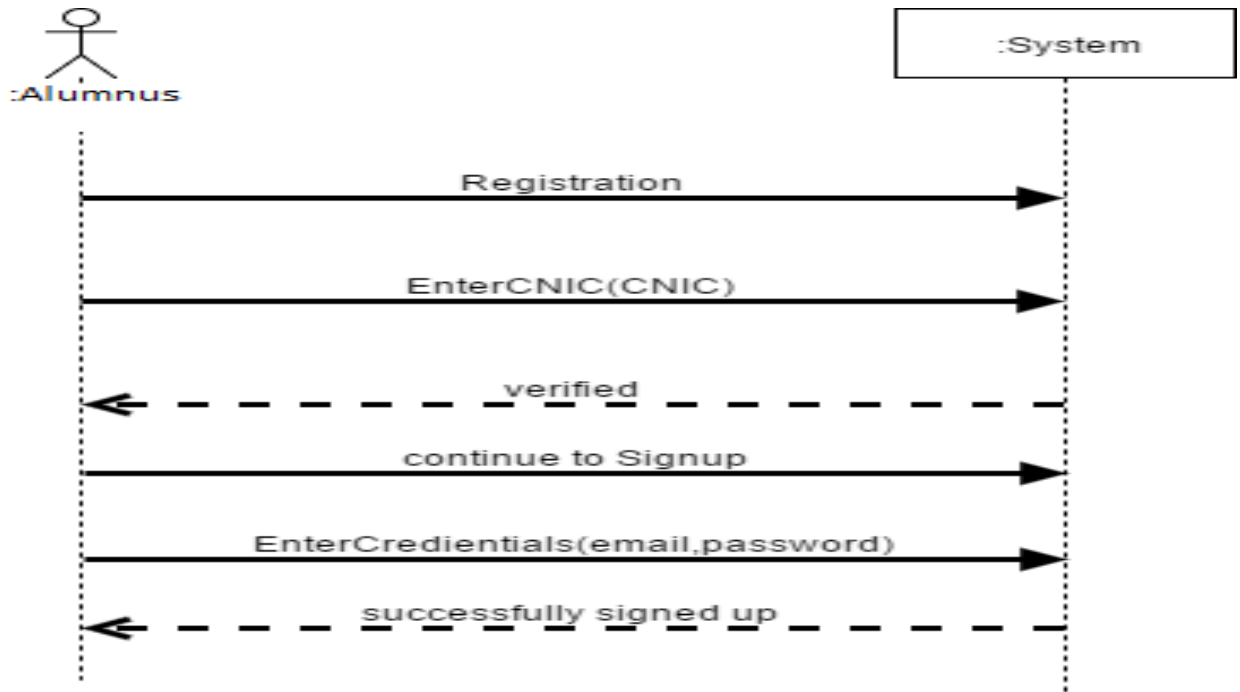 :Alumnus
:System
Registration
EnterCNIC(CNIC)
verified
continue to Signup
EnterCredientials(email,password)
successfully signed up